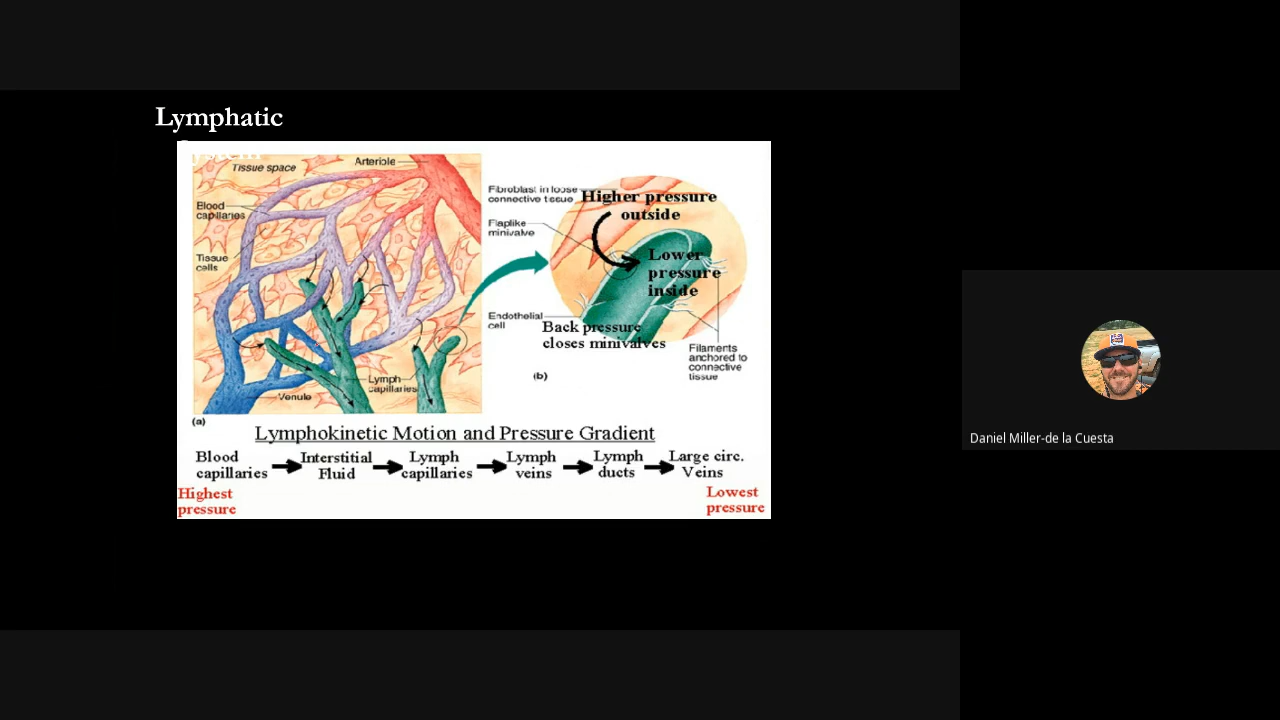 Lymphatic
System
Tissue space
Arteriole
Blood
capillaries
Tissue
cells
Lymph
capillaries
Venule
(a)
Fibroblast in loose
connective tissue
Flaplike
minivalve
Endothelial
cell
Higher pressure
outside
Lower
pressure
inside
Back pressure
closes minivalves
Filaments
anchored to
connective
tissue
(b)
Lymphokinetic Motion and Pressure Gradient
Blood
capillaries
Interstitial
Fluid
Lymph
capillaries
Lymph
veins
Lymph
ducts
Large circ.
Veins
Highest
pressure
Lowest
pressure
Daniel Miller-de la Cuesta